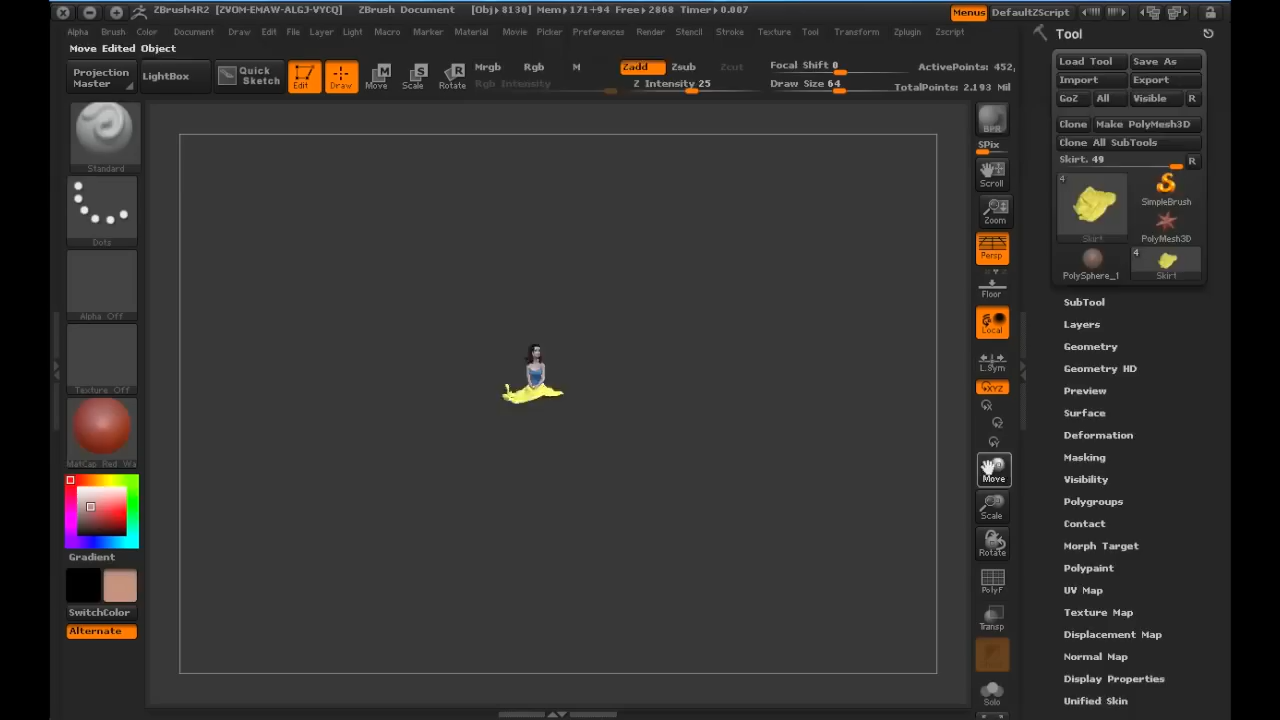 ZBrush4R2 [ZVOM-EMAW-ALGJ-VYCQ] ZBrush Document [Obj▸8130] Mem▸171+94 Free▸2868 Timer▸0.007 Menus DefaultZScript
Alpha Brush Color Document Draw Edit File Layer Light Macro Marker Material Movie Picker Preferences Render Stencil Stroke Texture Tool Transform Zplugin Zscript
Move Edited Object
Projection
Master
LightBox
Quick
Sketch
Edit
Draw
Move
Scale
Rotate
Mrgb Rgb M
Rgb Intensity
Zadd Zsub Zcut
Z Intensity 25
Focal Shift 0
Draw Size 64
ActivePoints: 452,
TotalPoints: 2.193 Mil
Standard
Dots
Alpha Off
Texture Off
MatCap Red Wa
Gradient
SwitchColor
Alternate
BPR
SPix
Scroll
Zoom
Persp
Floor
Local
L.Sym
XYZ
Move
Scale
Rotate
PolyF
Transp
Solo
Tool
Load Tool Save As
Import Export
GoZ All Visible R
Clone Make PolyMesh3D
Clone All SubTools
Skirt. 49 R
4
Skirt
SimpleBrush
PolyMesh3D
PolySphere_1
4
Skirt
SubTool
Layers
Geometry
Geometry HD
Preview
Surface
Deformation
Masking
Visibility
Polygroups
Contact
Morph Target
Polypaint
UV Map
Texture Map
Displacement Map
Normal Map
Display Properties
Unified Skin